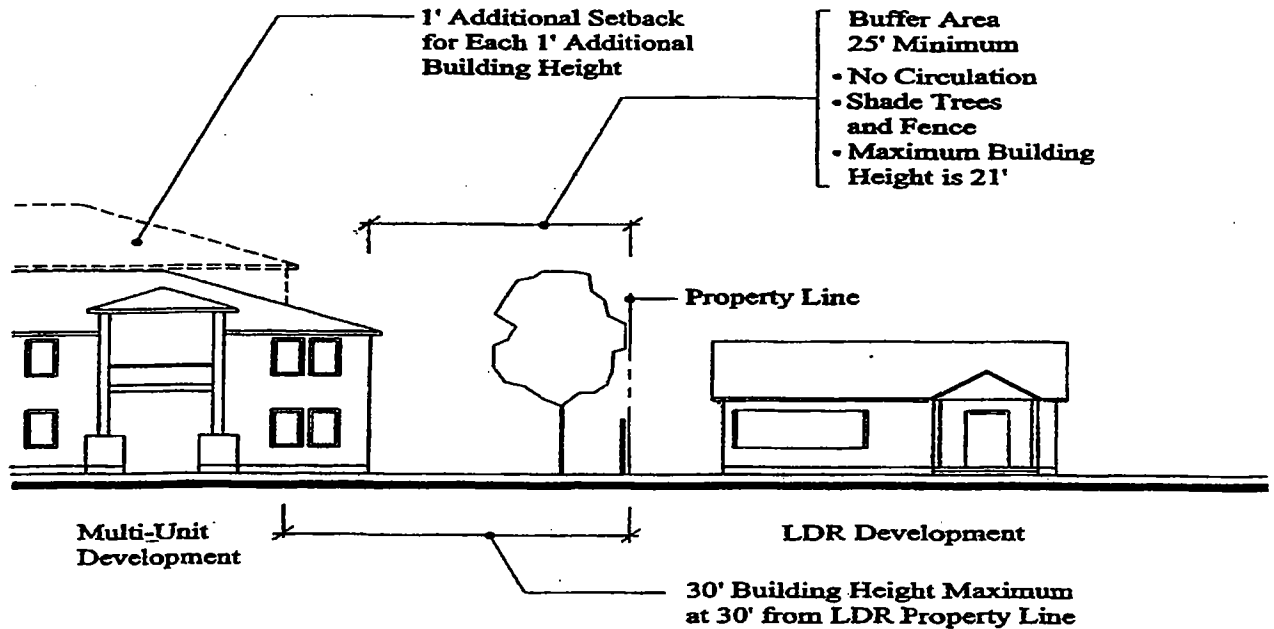 1' Additional Setback
for Each 1' Additional
Building Height
Buffer Area
25' Minimum
• No Circulation
• Shade Trees
and Fence
• Maximum Building
Height is 21'
Property Line
Multi-Unit
Development
LDR Development
30' Building Height Maximum
at 30' from LDR Property Line